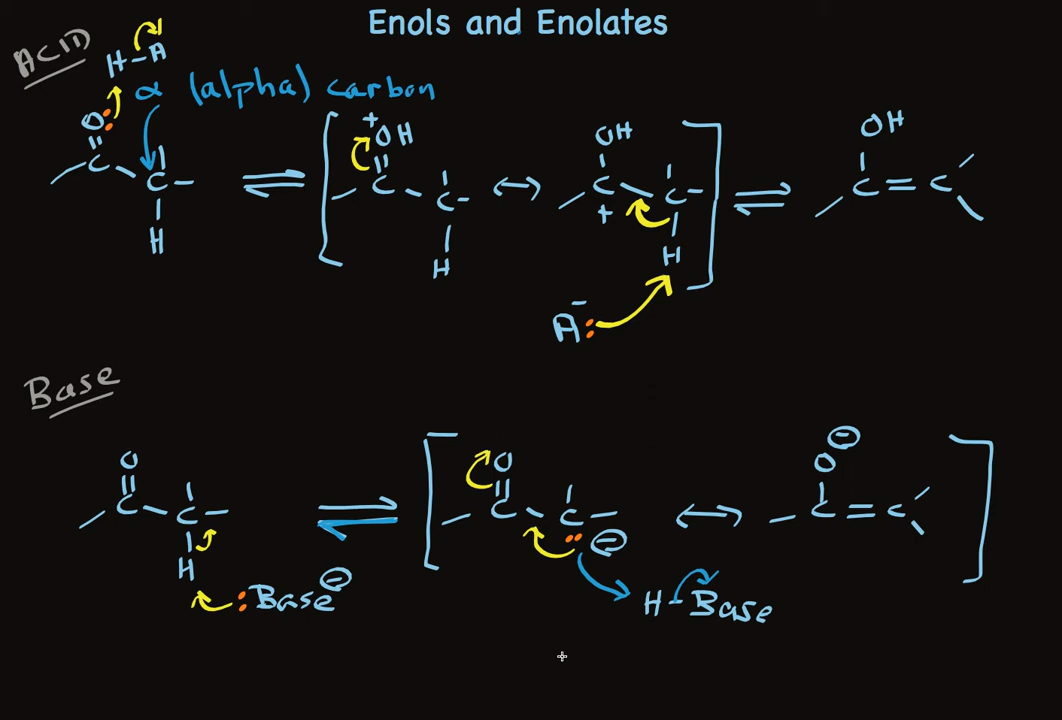 Enols and Enolates
ACID
H-A
α (alpha) carbon
O
C C
H
+
OH
C C
H
OH
C C
+
H
A:⁻
OH
C=C
Base
O
C C
H
:Base⊖
O
C C
⊖
H-Base
⊖
O
C=C